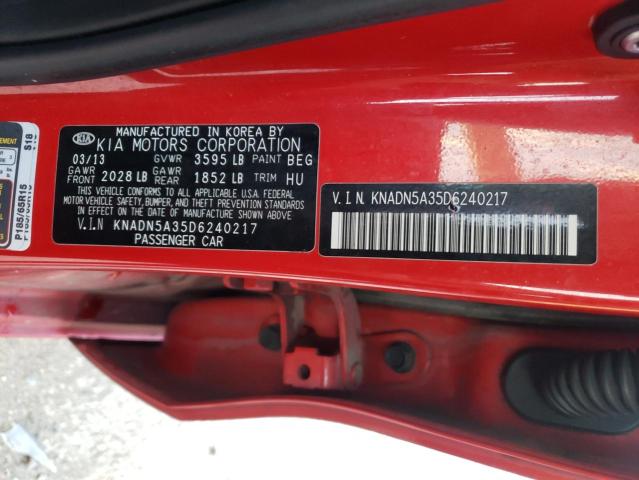 KIA
MANUFACTURED IN KOREA BY
KIA MOTORS CORPORATION
03/13 GVWR 3595 LB PAINT BEG
GAWR FRONT 2028 LB GAWR REAR 1852 LB TRIM HU
THIS VEHICLE CONFORMS TO ALL APPLICABLE U.S. FEDERAL
MOTOR VEHICLE SAFETY, BUMPER, AND THEFT PREVENTION
STANDARDS IN EFFECT ON THE DATE OF MANUFACTURE
SHOWN ABOVE.
V.I.N KNADN5A35D6240217
PASSENGER CAR
V.I.N. KNADN5A35D6240217
P185/65R15